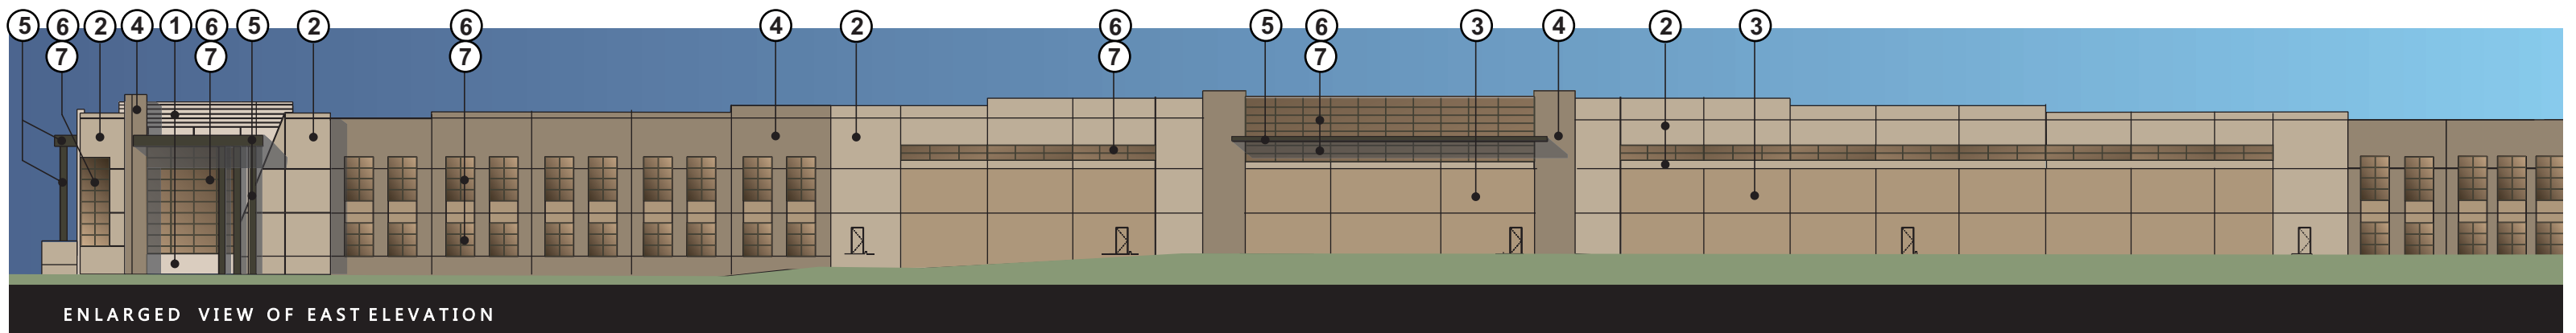 5 6 2 4 1 6 5 2 6 4 2 6 5 6 3 4 2 3
7 7 7 7 7
ENLARGED VIEW OF EAST ELEVATION